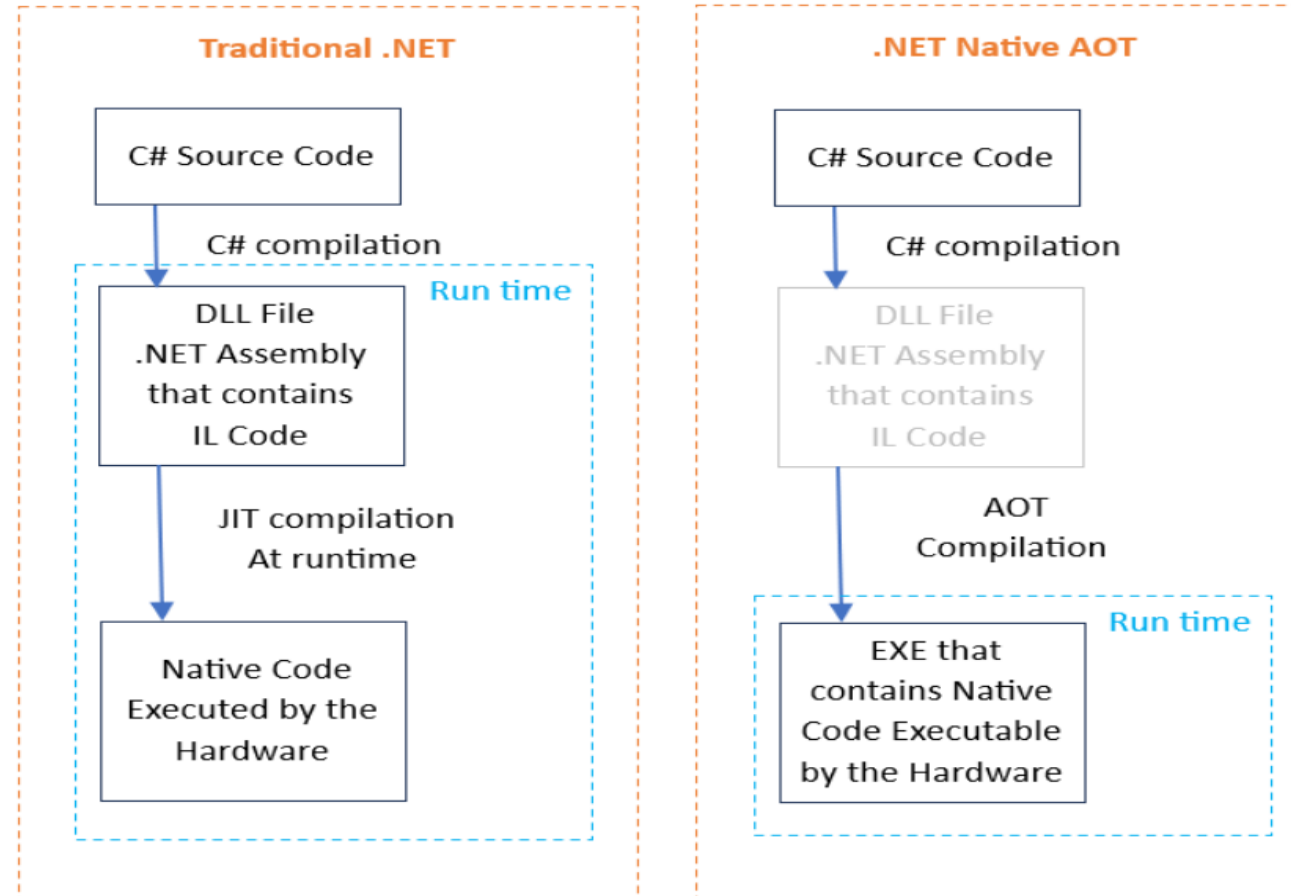 Traditional .NET
C# Source Code
C# compilation
Run time
DLL File
.NET Assembly
that contains
IL Code
JIT compilation
At runtime
Native Code
Executed by the
Hardware
.NET Native AOT
C# Source Code
C# compilation
DLL File
.NET Assembly
that contains
IL Code
AOT
Compilation
Run time
EXE that
contains Native
Code Executable
by the Hardware